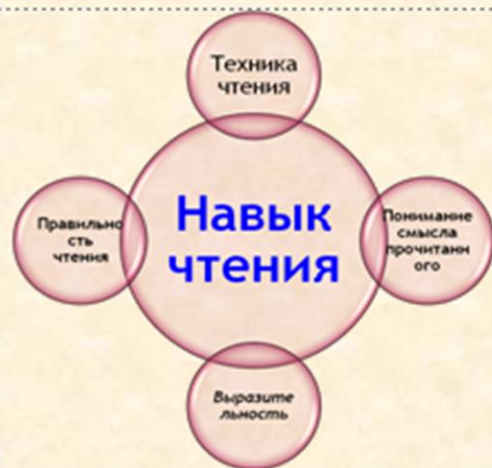 Техника
чтения
Навык
чтения
Правильно
сть
чтения
Понимание
смысла
прочитанн
ого
Выразите
льность